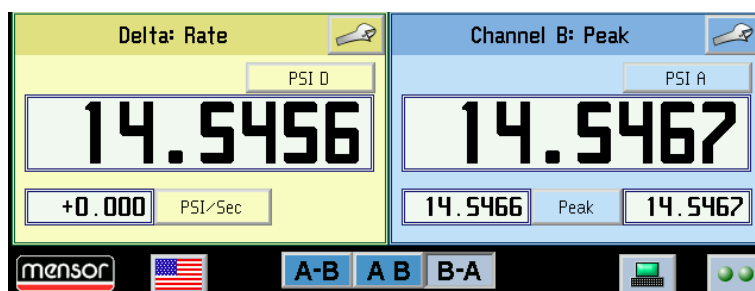 Delta: Rate
PSI D
14.5456
+0.000 PSI/Sec
Channel B: Peak
PSI A
14.5467
14.5466 Peak 14.5467
mensor A-B A B B-A